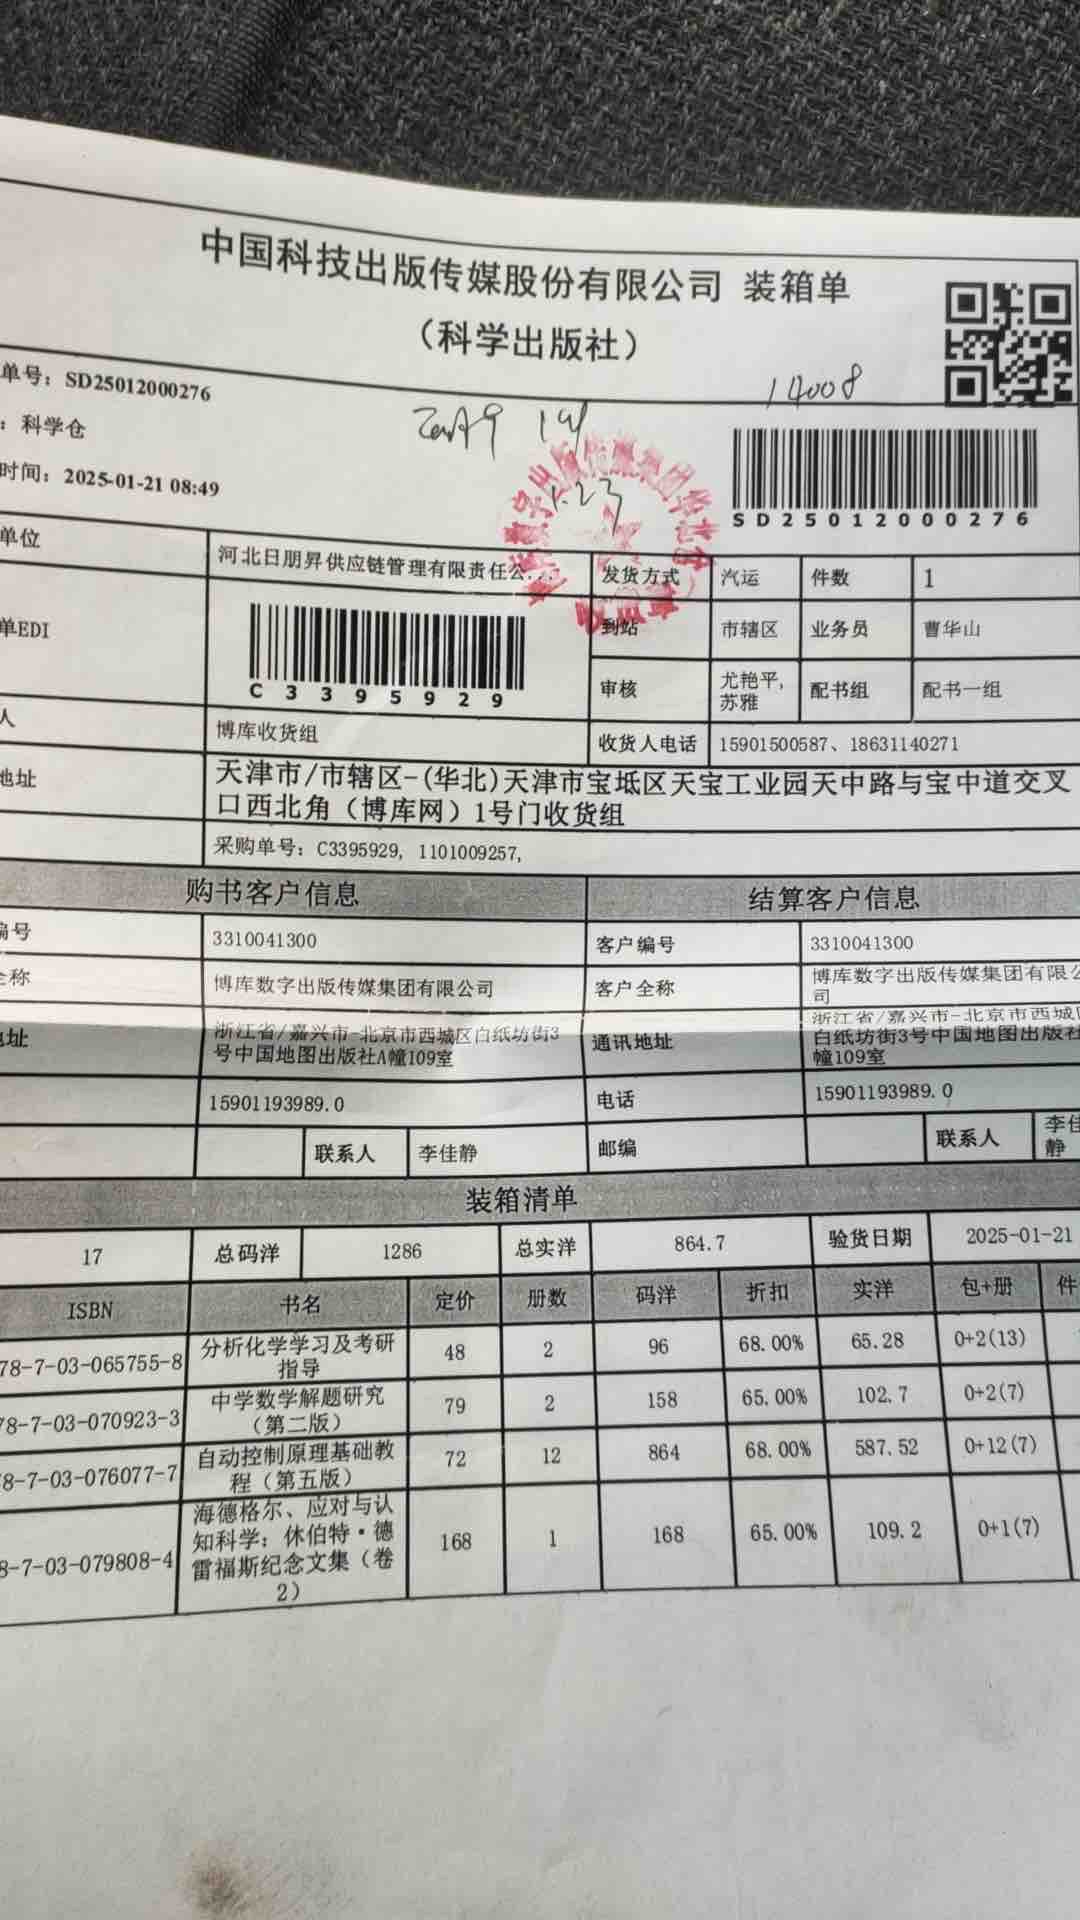 中国科技出版传媒股份有限公司 装箱单
（科学出版社）
单号：SD25012000276
14008
：科学仓
时间：2025-01-21 08:49
1.23
SD25012000276
单位 河北日朋昇供应链管理有限责任公... 发货方式 汽运 件数 1
单EDI 到站 市辖区 业务员 曹华山
C3395929 审核 尤艳平, 苏雅 配书组 配书一组
人 博库收货组 收货人电话 15901500587、18631140271
地址 天津市/市辖区-(华北)天津市宝坻区天宝工业园天中路与宝中道交叉
口西北角（博库网）1号门收货组
采购单号：C3395929, 1101009257,
购书客户信息 结算客户信息
编号 3310041300 客户编号 3310041300
全称 博库数字出版传媒集团有限公司 客户全称 博库数字出版传媒集团有限公
司
地址 浙江省/嘉兴市-北京市西城区白纸坊街3 通讯地址 浙江省/嘉兴市-北京市西城区
号中国地图出版社A幢109室 白纸坊街3号中国地图出版社
幢109室
15901193989.0 电话 15901193989.0
联系人 李佳静 邮编 联系人 李佳
静
装箱清单
17 总码洋 1286 总实洋 864.7 验货日期 2025-01-21
ISBN 书名 定价 册数 码洋 折扣 实洋 包+册 件
78-7-03-065755-8 分析化学学习及考研 48 2 96 68.00% 65.28 0+2(13)
指导
78-7-03-070923-3 中学数学解题研究 79 2 158 65.00% 102.7 0+2(7)
（第二版）
8-7-03-076077-7 自动控制原理基础教 72 12 864 68.00% 587.52 0+12(7)
程（第五版）
8-7-03-079808-4 海德格尔、应对与认 168 1 168 65.00% 109.2 0+1(7)
知科学：休伯特·德
雷福斯纪念文集（卷
2）